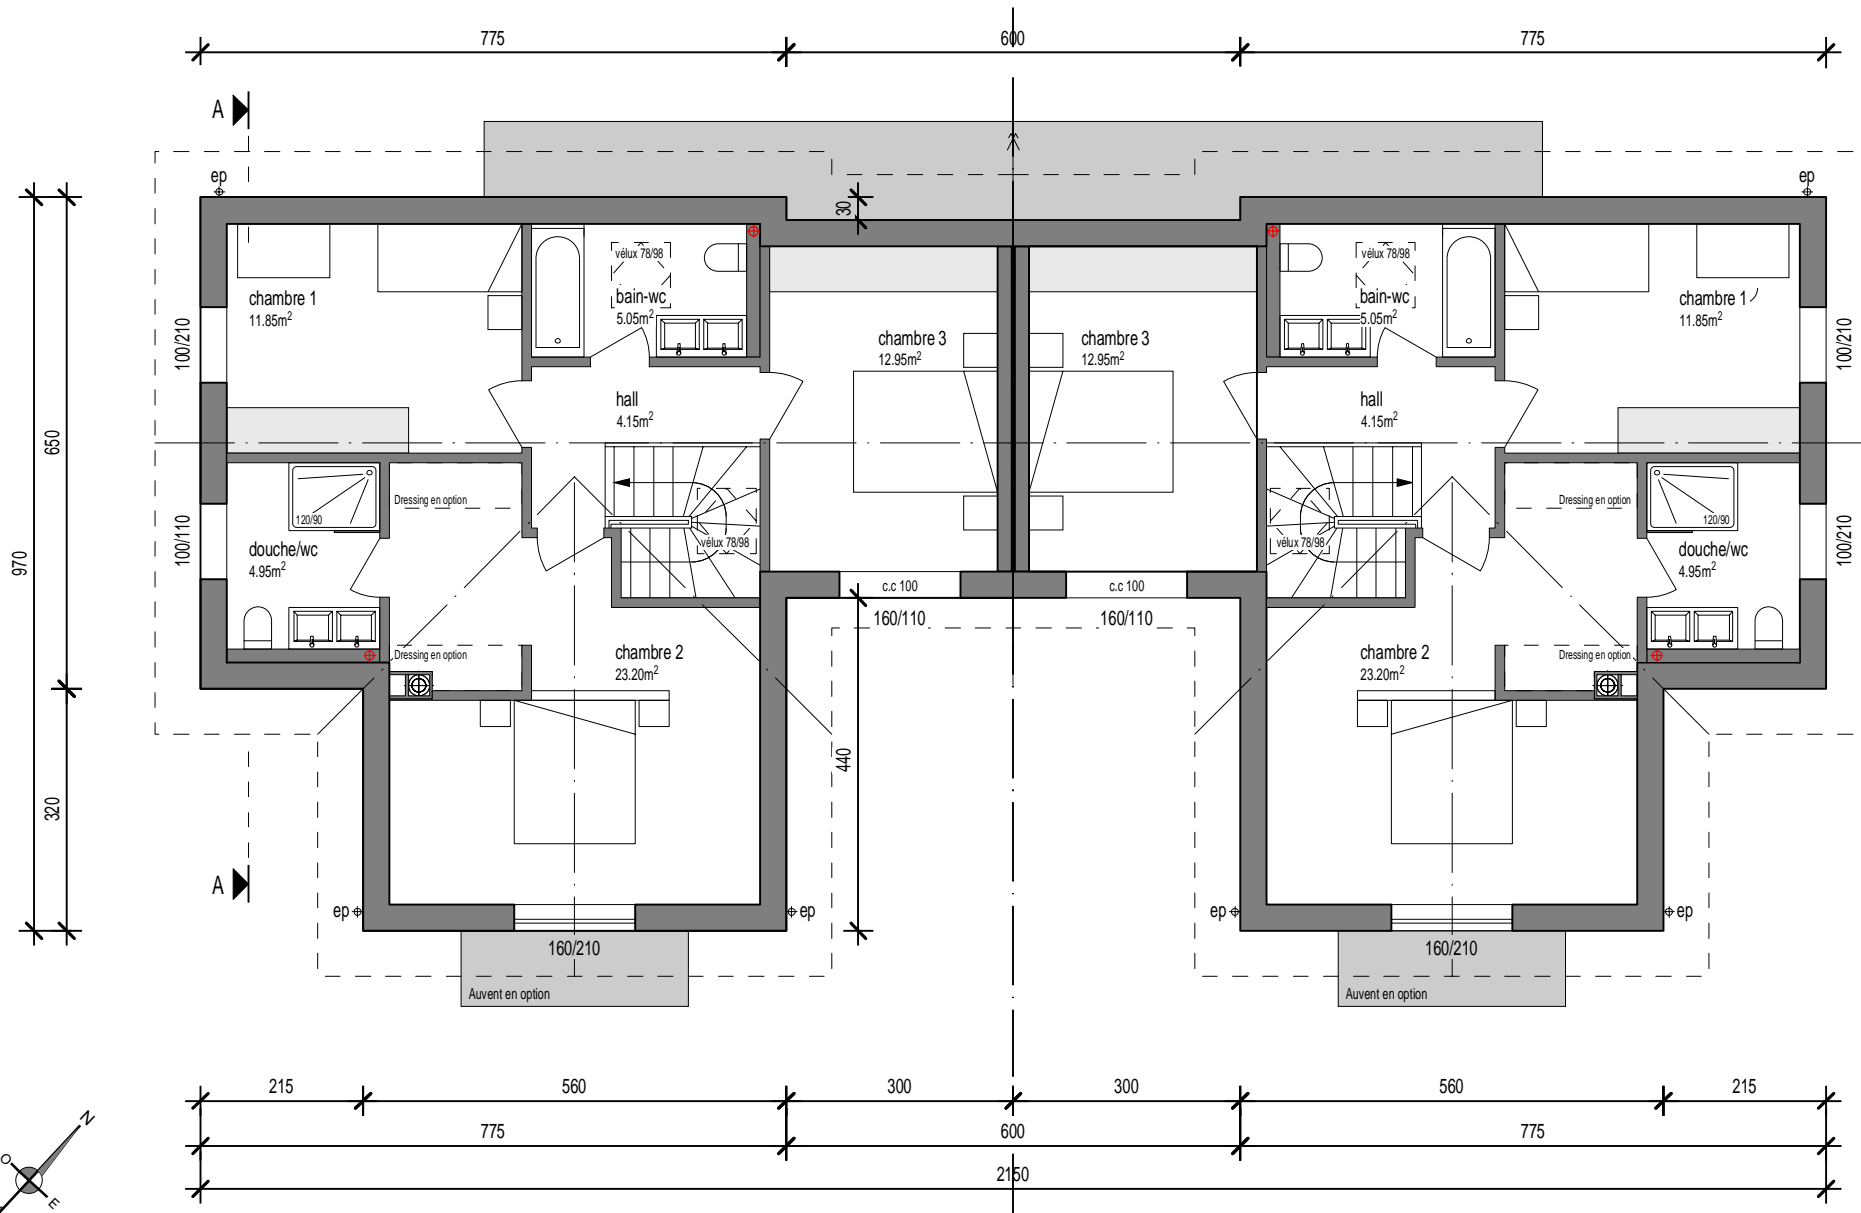 775
600
775
A
ep
ep
30
vélux 78/98
vélux 78/98
chambre 1
11.85m²
bain-wc
5.05m²
bain-wc
5.05m²
chambre 1
11.85m²
100/210
chambre 3
12.95m²
chambre 3
12.95m²
100/210
hall
4.15m²
hall
4.15m²
650
970
Dressing en option
Dressing en option
120/90
120/90
100/110
douche/wc
4.95m²
vélux 78/98
vélux 78/98
douche/wc
4.95m²
100/210
c.c 100
c.c 100
160/110
160/110
Dressing en option
chambre 2
23.20m²
chambre 2
23.20m²
Dressing en option
320
440
A
ep
ep
ep
ep
160/210
160/210
Auvent en option
Auvent en option
215
560
300
300
560
215
775
600
775
2150
N
O
E